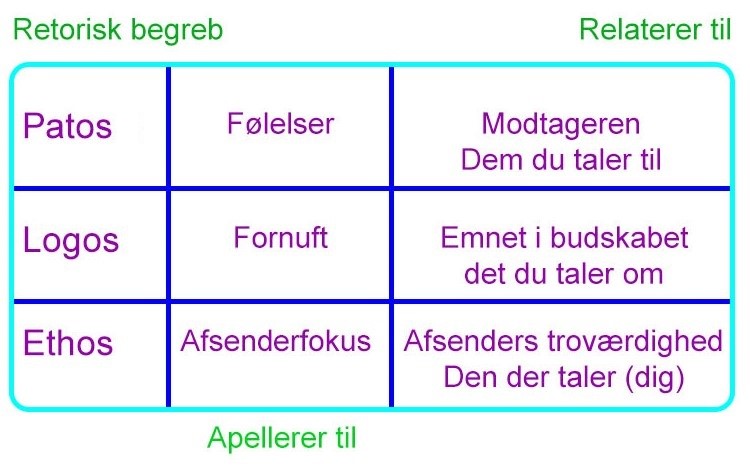 Retorisk begreb
Relaterer til
Patos
Følelser
Modtageren
Dem du taler til
Logos
Fornuft
Emnet i budskabet
det du taler om
Ethos
Afsenderfokus
Afsenders troværdighed
Den der taler (dig)
Apellerer til